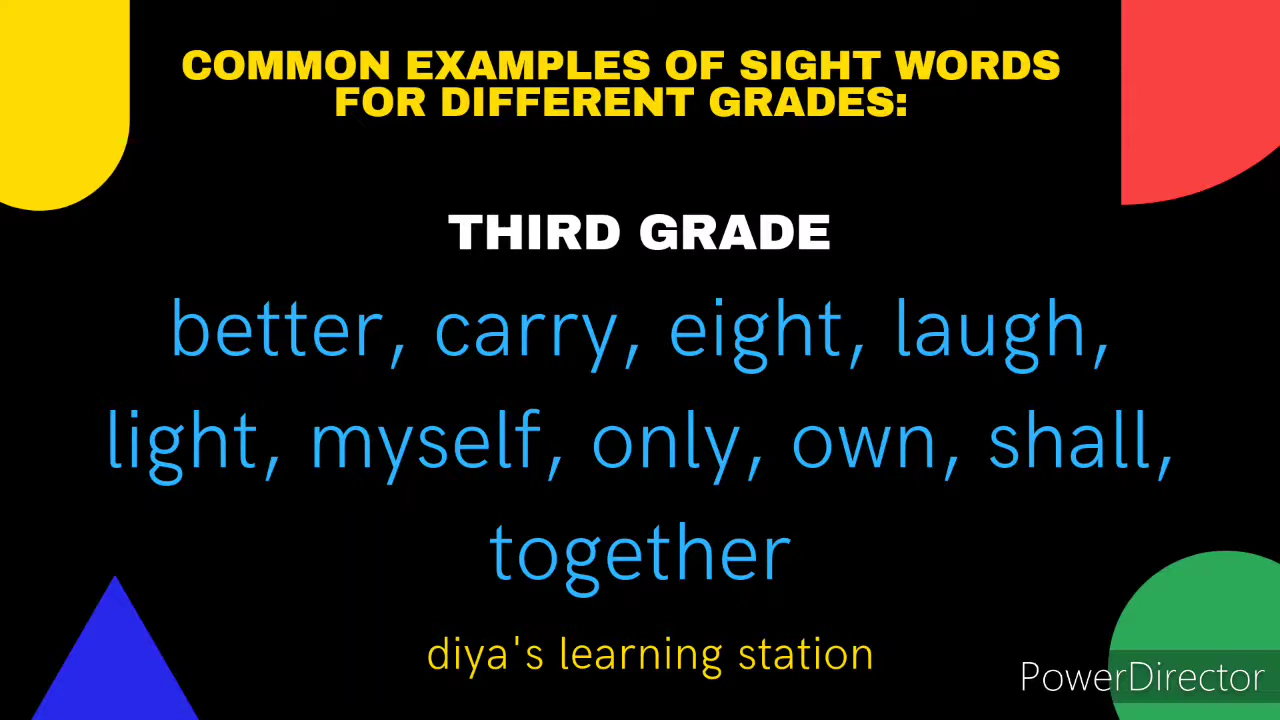 COMMON EXAMPLES OF SIGHT WORDS
FOR DIFFERENT GRADES:
THIRD GRADE
better, carry, eight, laugh,
light, myself, only, own, shall,
together
diya's learning station
PowerDirector